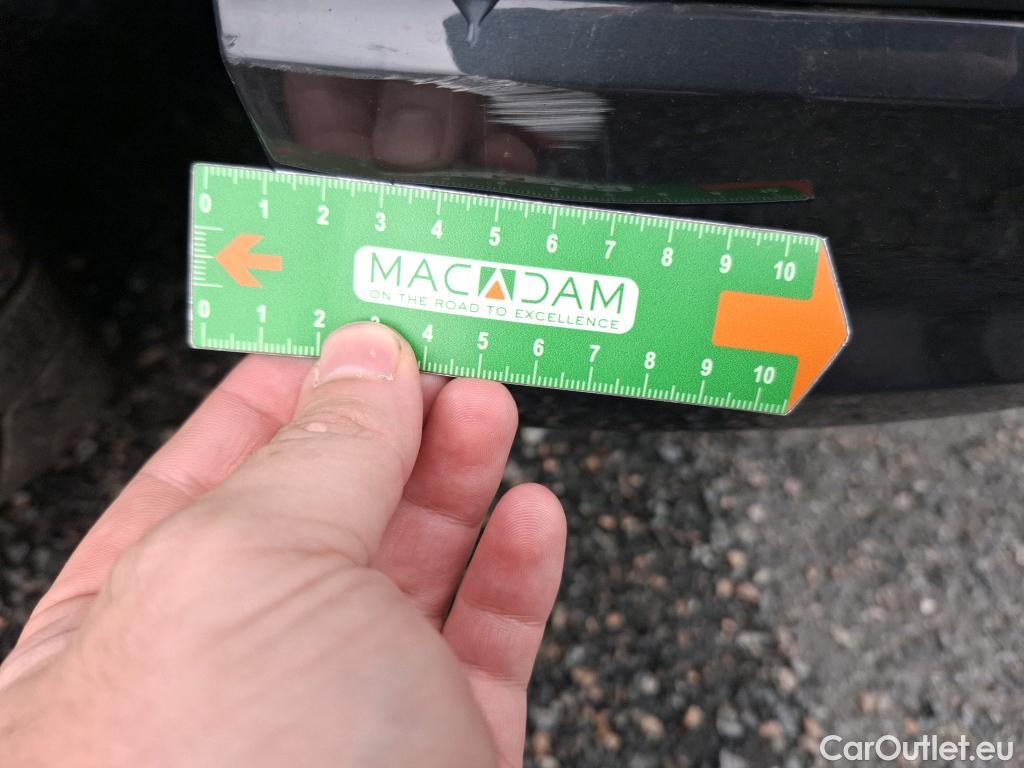 0 1 2 3 4 5 6 7 8 9 10
MACADAM
ON THE ROAD TO EXCELLENCE
0 1 2 3 4 5 6 7 8 9 10
CarOutlet.eu